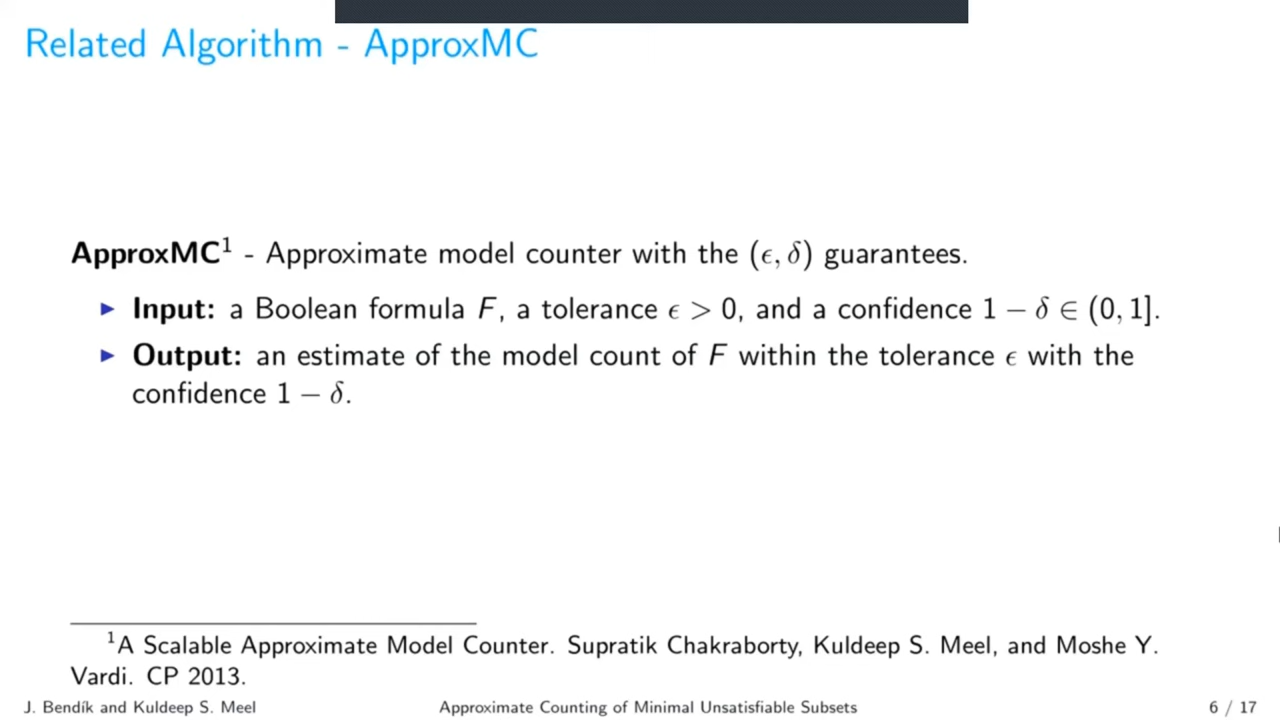 Related Algorithm - ApproxMC
ApproxMC¹ - Approximate model counter with the (ϵ, δ) guarantees.
▶ Input: a Boolean formula F, a tolerance ϵ > 0, and a confidence 1 − δ ∈ (0, 1].
▶ Output: an estimate of the model count of F within the tolerance ϵ with the
confidence 1 − δ.
¹A Scalable Approximate Model Counter. Supratik Chakraborty, Kuldeep S. Meel, and Moshe Y.
Vardi. CP 2013.
J. Bendík and Kuldeep S. Meel Approximate Counting of Minimal Unsatisfiable Subsets 6 / 17